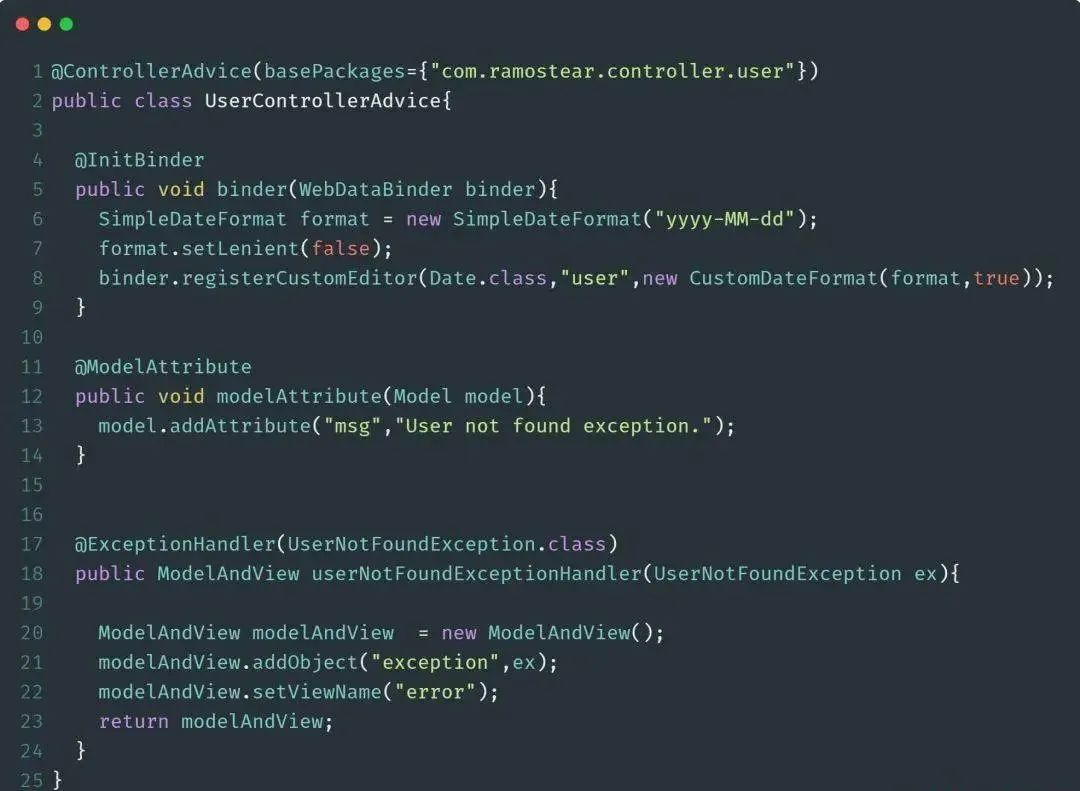 1 @ControllerAdvice(basePackages={"com.ramostear.controller.user"})
2 public class UserControllerAdvice{
3
4   @InitBinder
5   public void binder(WebDataBinder binder){
6     SimpleDateFormat format = new SimpleDateFormat("yyyy-MM-dd");
7     format.setLenient(false);
8     binder.registerCustomEditor(Date.class,"user",new CustomDateFormat(format,true));
9   }
10
11   @ModelAttribute
12   public void modelAttribute(Model model){
13     model.addAttribute("msg","User not found exception.");
14   }
15
16
17   @ExceptionHandler(UserNotFoundException.class)
18   public ModelAndView userNotFoundExceptionHandler(UserNotFoundException ex){
19
20     ModelAndView modelAndView  = new ModelAndView();
21     modelAndView.addObject("exception",ex);
22     modelAndView.setViewName("error");
23     return modelAndView;
24   }
25 }